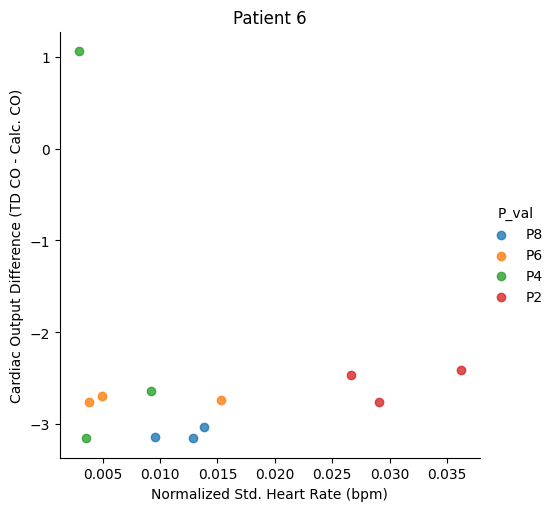 Patient 6
Cardiac Output Difference (TD CO - Calc. CO)
1
0
−1
−2
−3
0.005 0.010 0.015 0.020 0.025 0.030 0.035
Normalized Std. Heart Rate (bpm)
P_val
P8
P6
P4
P2